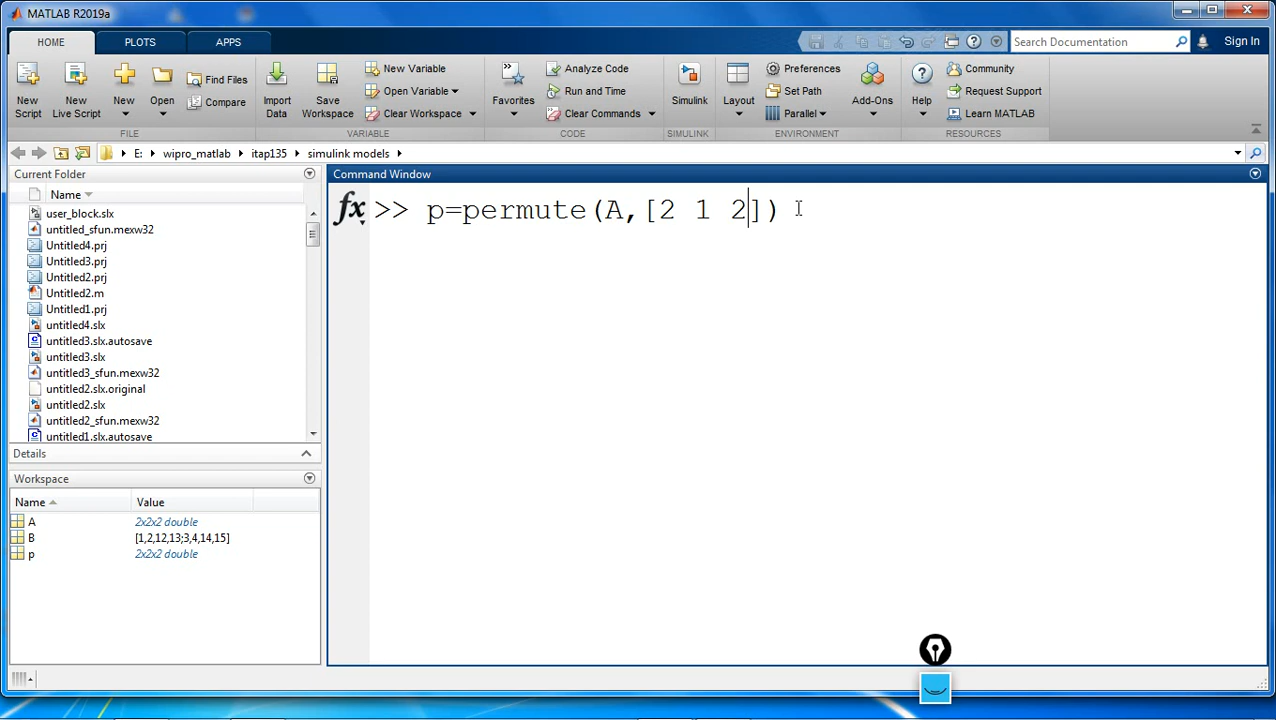 MATLAB R2019a
HOME PLOTS APPS
Search Documentation Sign In
New Script
New Live Script
New
Open
Find Files
Compare
FILE
Import Data
Save Workspace
New Variable
Open Variable
Clear Workspace
VARIABLE
Favorites
Analyze Code
Run and Time
Clear Commands
CODE
Simulink
SIMULINK
Layout
Preferences
Set Path
Parallel
Add-Ons
ENVIRONMENT
Help
Community
Request Support
Learn MATLAB
RESOURCES
E: wipro_matlab itap135 simulink models
Current Folder
Name
user_block.slx
untitled_sfun.mexw32
Untitled4.prj
Untitled3.prj
Untitled2.prj
Untitled2.m
Untitled1.prj
untitled4.slx
untitled3.slx.autosave
untitled3.slx
untitled3_sfun.mexw32
untitled2.slx.original
untitled2.slx
untitled2_sfun.mexw32
untitled1.slx.autosave
Details
Workspace
Name Value
A 2x2x2 double
B [1,2,12,13;3,4,14,15]
p 2x2x2 double
Command Window
fx >> p=permute(A,[2 1 2])